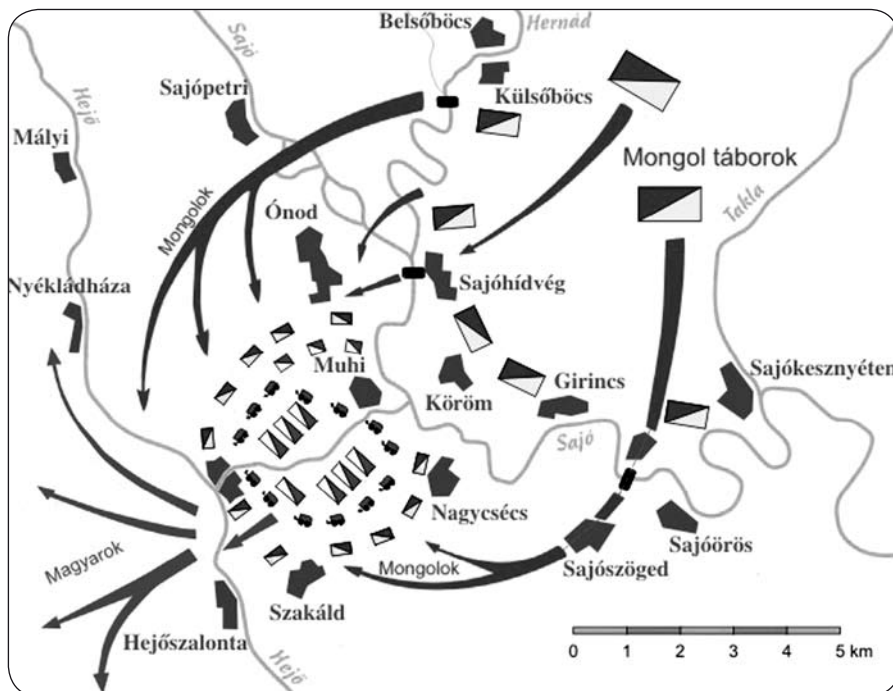 Belsőböcs
Hernád
Sajó
Hejő
Sajópetri
Külsőböcs
Mályi
Mongol táborok
Takla
Mongolok
Ónod
Nyékládháza
Sajóhídvég
Muhi
Köröm
Girincs
Sajókesznyéten
Sajó
Nagycsécs
Sajóörös
Magyarok
Mongolok
Sajószöged
Szakáld
Hejőszalonta
Hejő
0 1 2 3 4 5 km